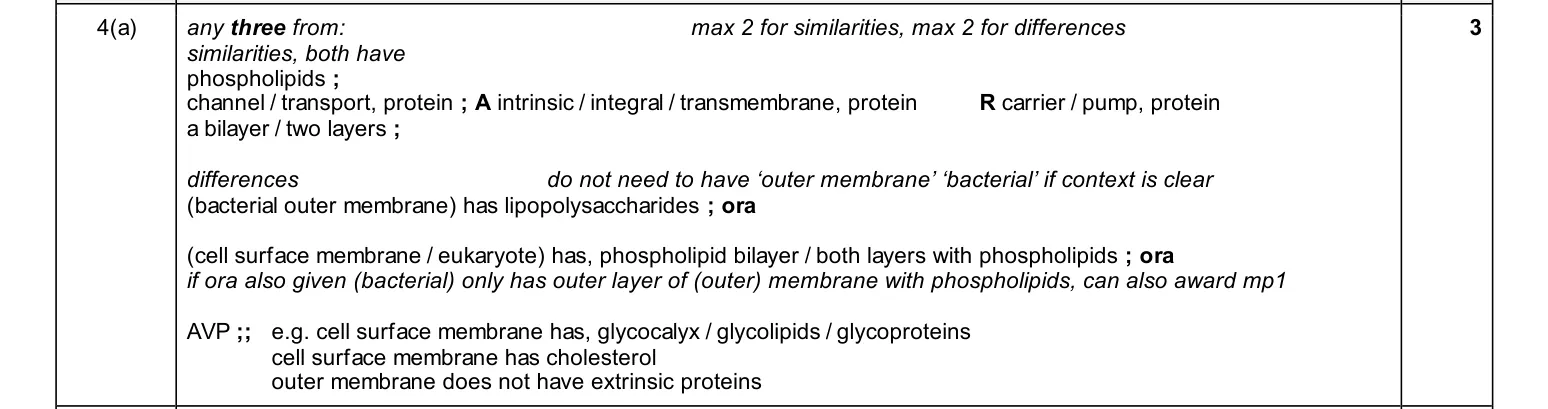 4(a) any three from: max 2 for similarities, max 2 for differences 3
similarities, both have
phospholipids ;
channel / transport, protein ; A intrinsic / integral / transmembrane, protein R carrier / pump, protein
a bilayer / two layers ;
differences do not need to have ‘outer membrane’ ‘bacterial’ if context is clear
(bacterial outer membrane) has lipopolysaccharides ; ora
(cell surface membrane / eukaryote) has, phospholipid bilayer / both layers with phospholipids ; ora
if ora also given (bacterial) only has outer layer of (outer) membrane with phospholipids, can also award mp1
AVP ;; e.g. cell surface membrane has, glycocalyx / glycolipids / glycoproteins
cell surface membrane has cholesterol
outer membrane does not have extrinsic proteins